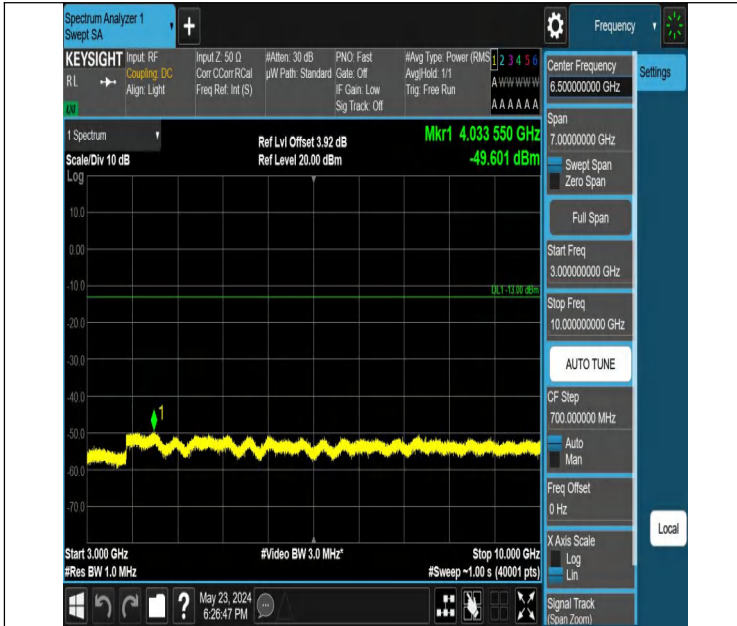 Spectrum Analyzer 1
Swept SA
+
Frequency
KEYSIGHT
RL
Input: RF
Coupling: DC
Align: Light
Input Z: 50 Ω
Corr CCorr RCal
Freq Ref: Int (S)
#Atten: 30 dB
µW Path: Standard
PNO: Fast
Gate: Off
IF Gain: Low
Sig Track: Off
#Avg Type: Power (RMS
Avg|Hold: 1/1
Trig: Free Run
1 2 3 4 5 6
A W W W W W
A A A A A A
1 Spectrum
Scale/Div 10 dB
Log
Ref Lvl Offset 3.92 dB
Ref Level 20.00 dBm
Mkr1 4.033 550 GHz
-49.601 dBm
10.0
0.00
-10.0
DL1 -13.00 dBm
-20.0
-30.0
-40.0
1
-50.0
-60.0
-70.0
Start 3.000 GHz
#Res BW 1.0 MHz
#Video BW 3.0 MHz*
Stop 10.000 GHz
#Sweep ~1.00 s (40001 pts)
?
May 23, 2024
6:26:47 PM
Center Frequency
6.500000000 GHz
Settings
Span
7.00000000 GHz
Swept Span
Zero Span
Full Span
Start Freq
3.000000000 GHz
Stop Freq
10.000000000 GHz
AUTO TUNE
CF Step
700.000000 MHz
Auto
Man
Freq Offset
0 Hz
X Axis Scale
Log
Lin
Local
Signal Track
(Span Zoom)